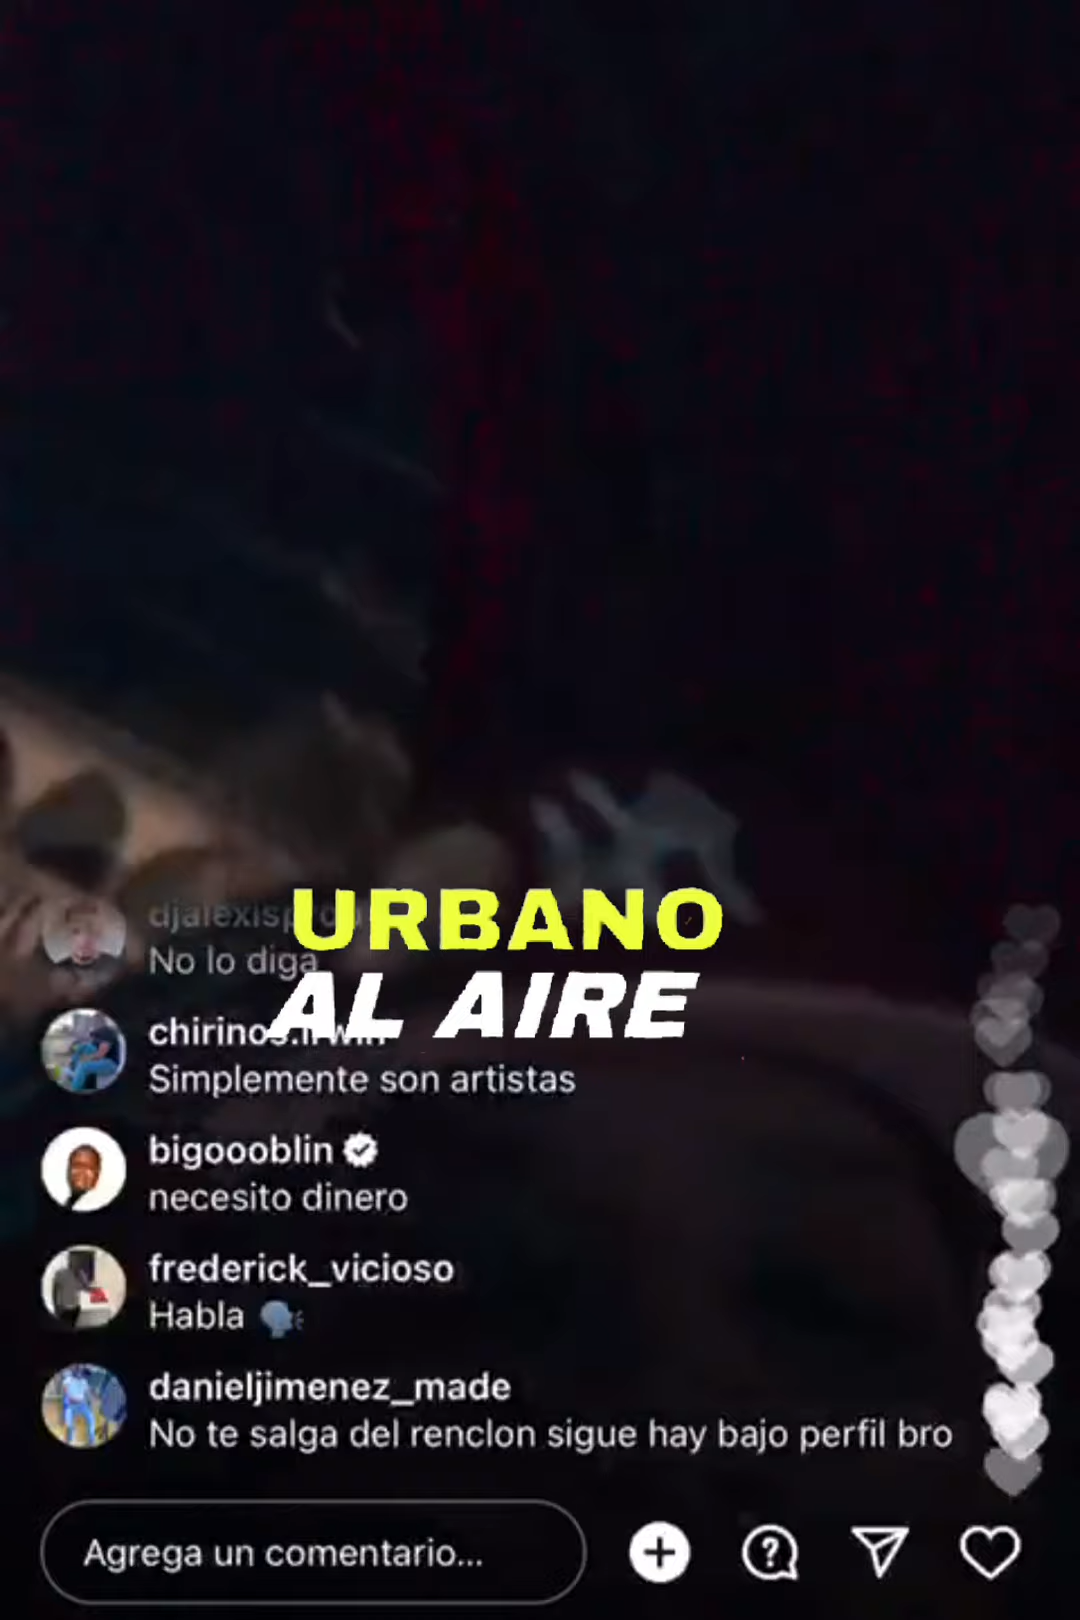 URBANO
AL AIRE
No lo diga
Simplemente son artistas
bigoooblin
necesito dinero
frederick_vicioso
Habla
danieljimenez_made
No te salga del renclon sigue hay bajo perfil bro
Agrega un comentario...